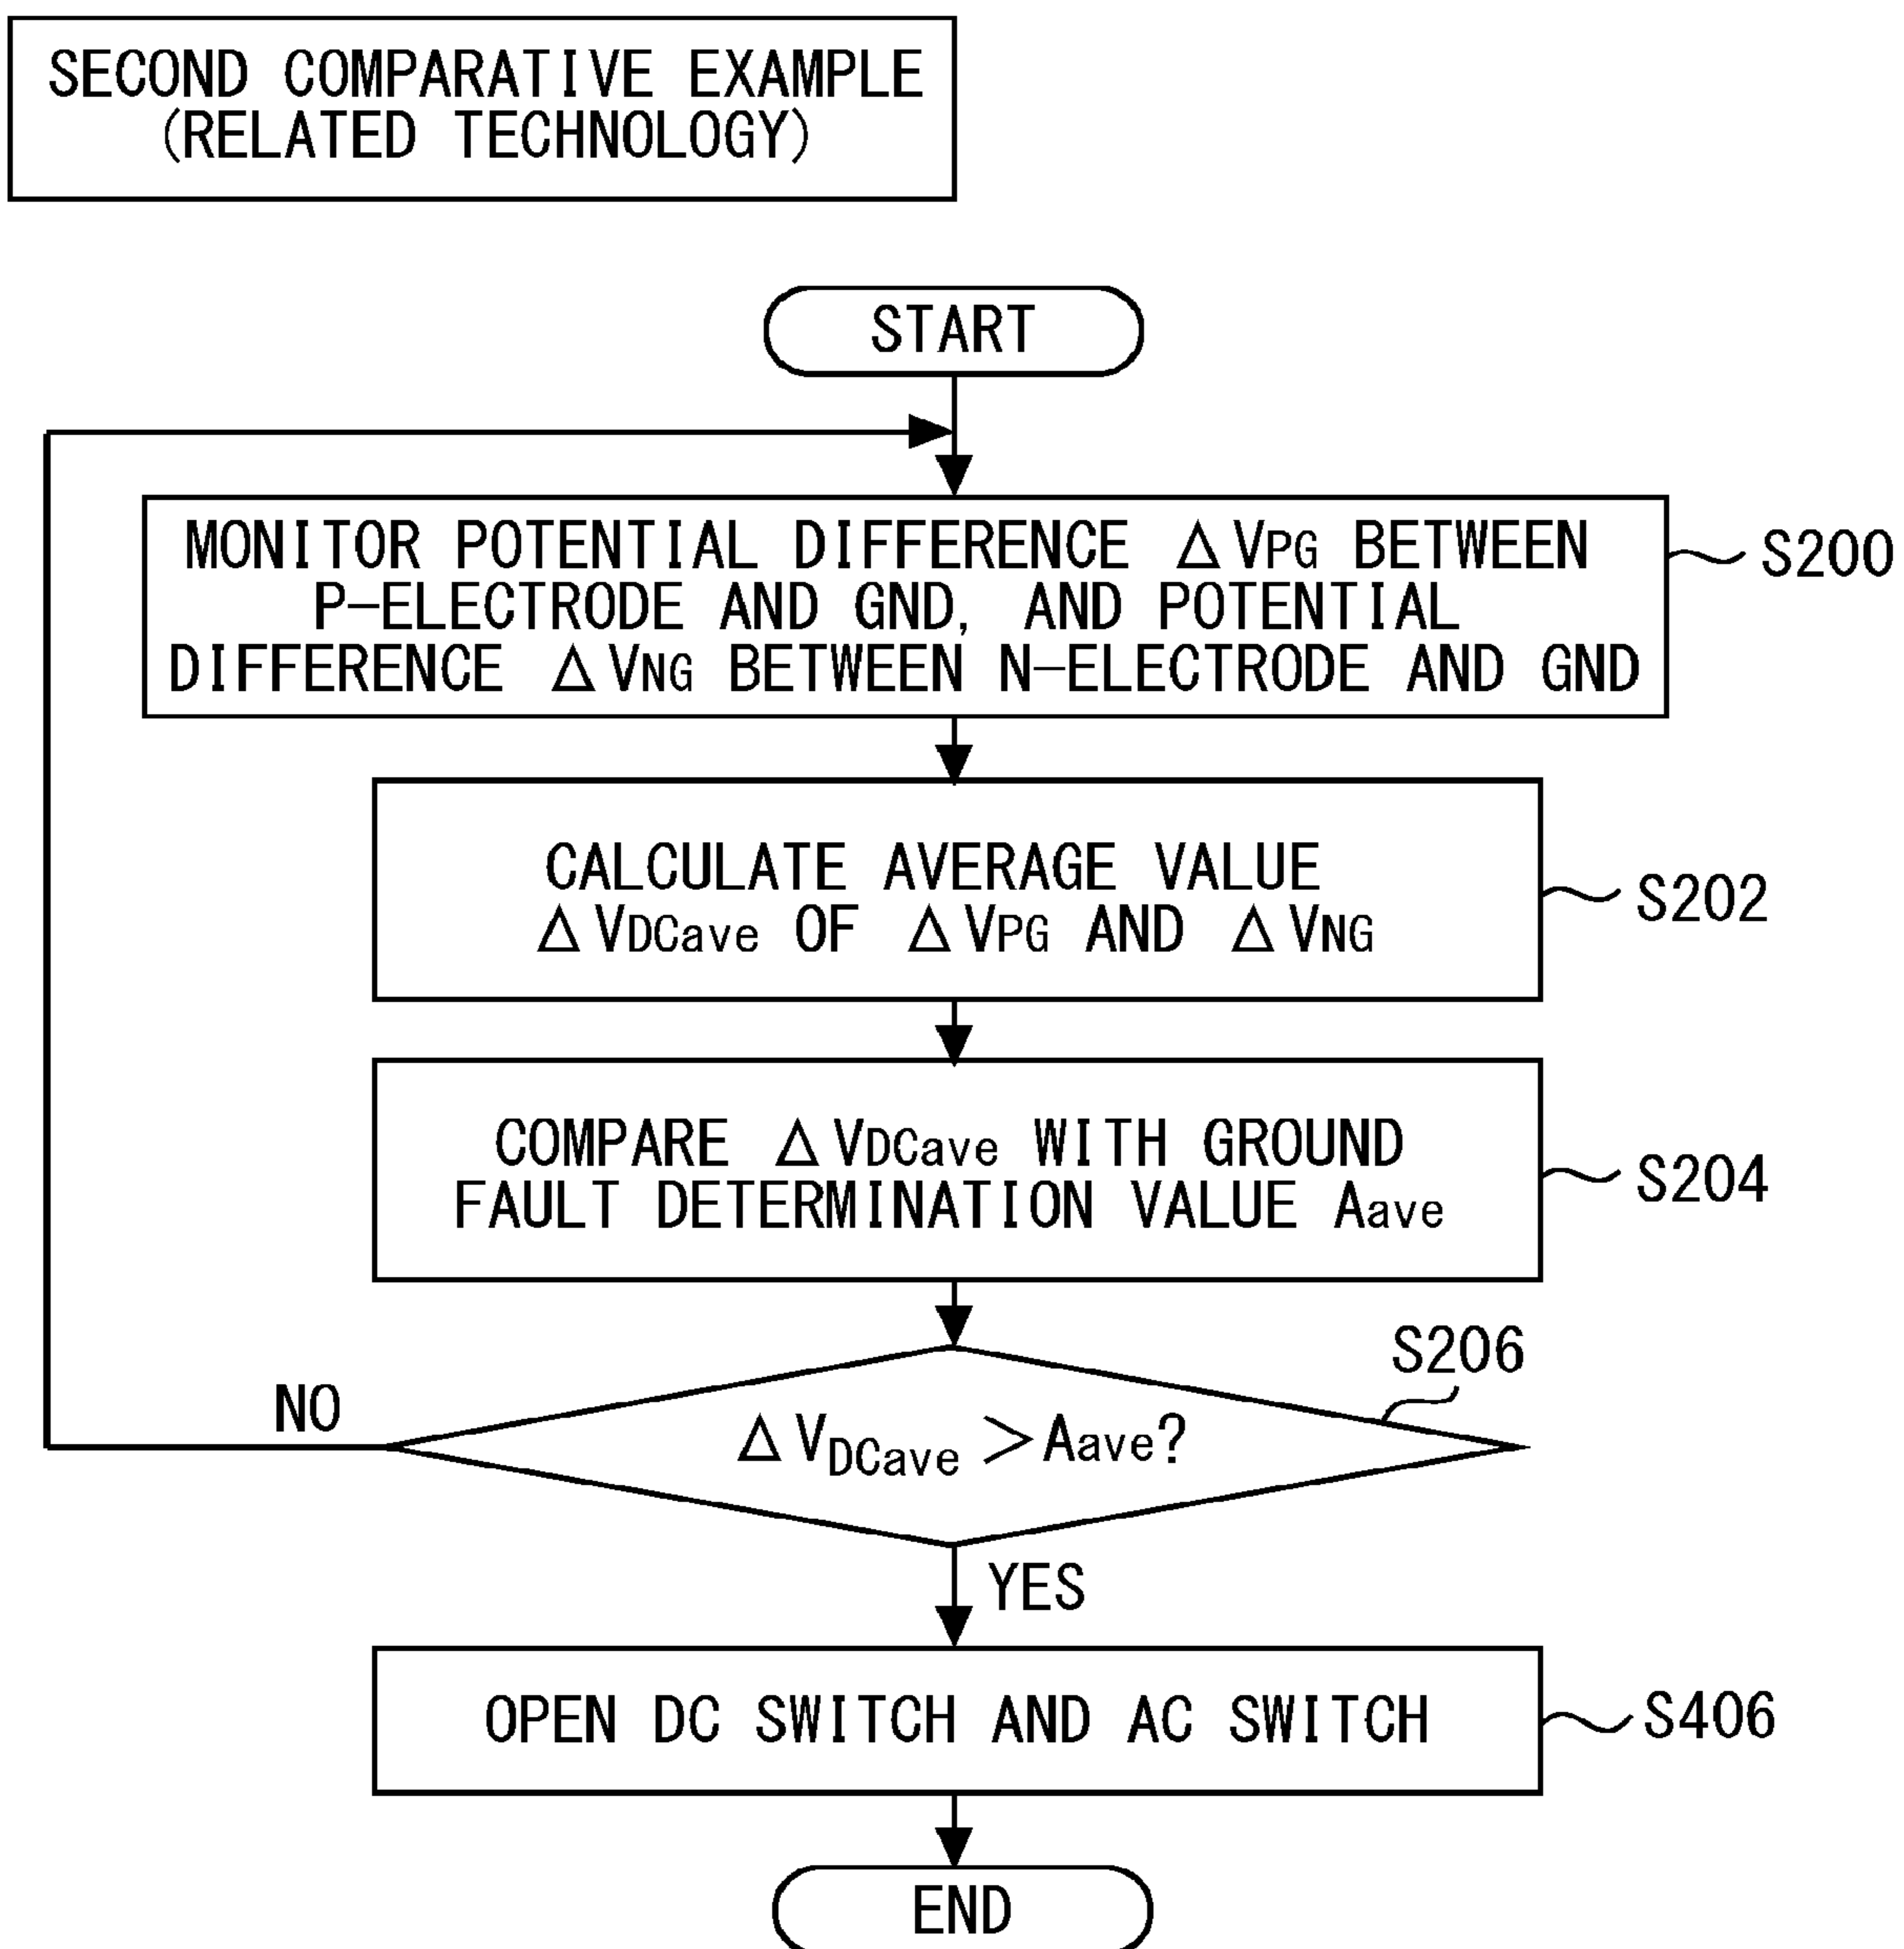 SECOND COMPARATIVE EXAMPLE
(RELATED TECHNOLOGY)
START
MONITOR POTENTIAL DIFFERENCE ΔVPG BETWEEN
P-ELECTRODE AND GND, AND POTENTIAL
DIFFERENCE ΔVNG BETWEEN N-ELECTRODE AND GND
S200
CALCULATE AVERAGE VALUE
ΔVDCave OF ΔVPG AND ΔVNG
S202
COMPARE ΔVDCave WITH GROUND
FAULT DETERMINATION VALUE Aave
S204
S206
NO
ΔVDCave >Aave?
YES
OPEN DC SWITCH AND AC SWITCH
S406
END